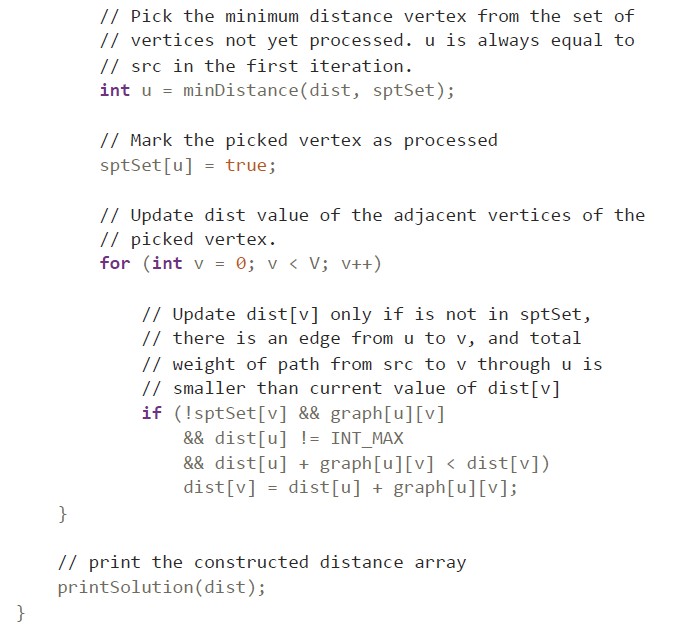 // Pick the minimum distance vertex from the set of
// vertices not yet processed. u is always equal to
// src in the first iteration.
int u = minDistance(dist, sptSet);
// Mark the picked vertex as processed
sptSet[u] = true;
// Update dist value of the adjacent vertices of the
// picked vertex.
for (int v = 0; v < V; v++)
// Update dist[v] only if is not in sptSet,
// there is an edge from u to v, and total
// weight of path from src to v through u is
// smaller than current value of dist[v]
if (!sptSet[v] && graph[u][v]
&& dist[u] != INT_MAX
&& dist[u] + graph[u][v] < dist[v])
dist[v] = dist[u] + graph[u][v];
}
// print the constructed distance array
printSolution(dist);
}